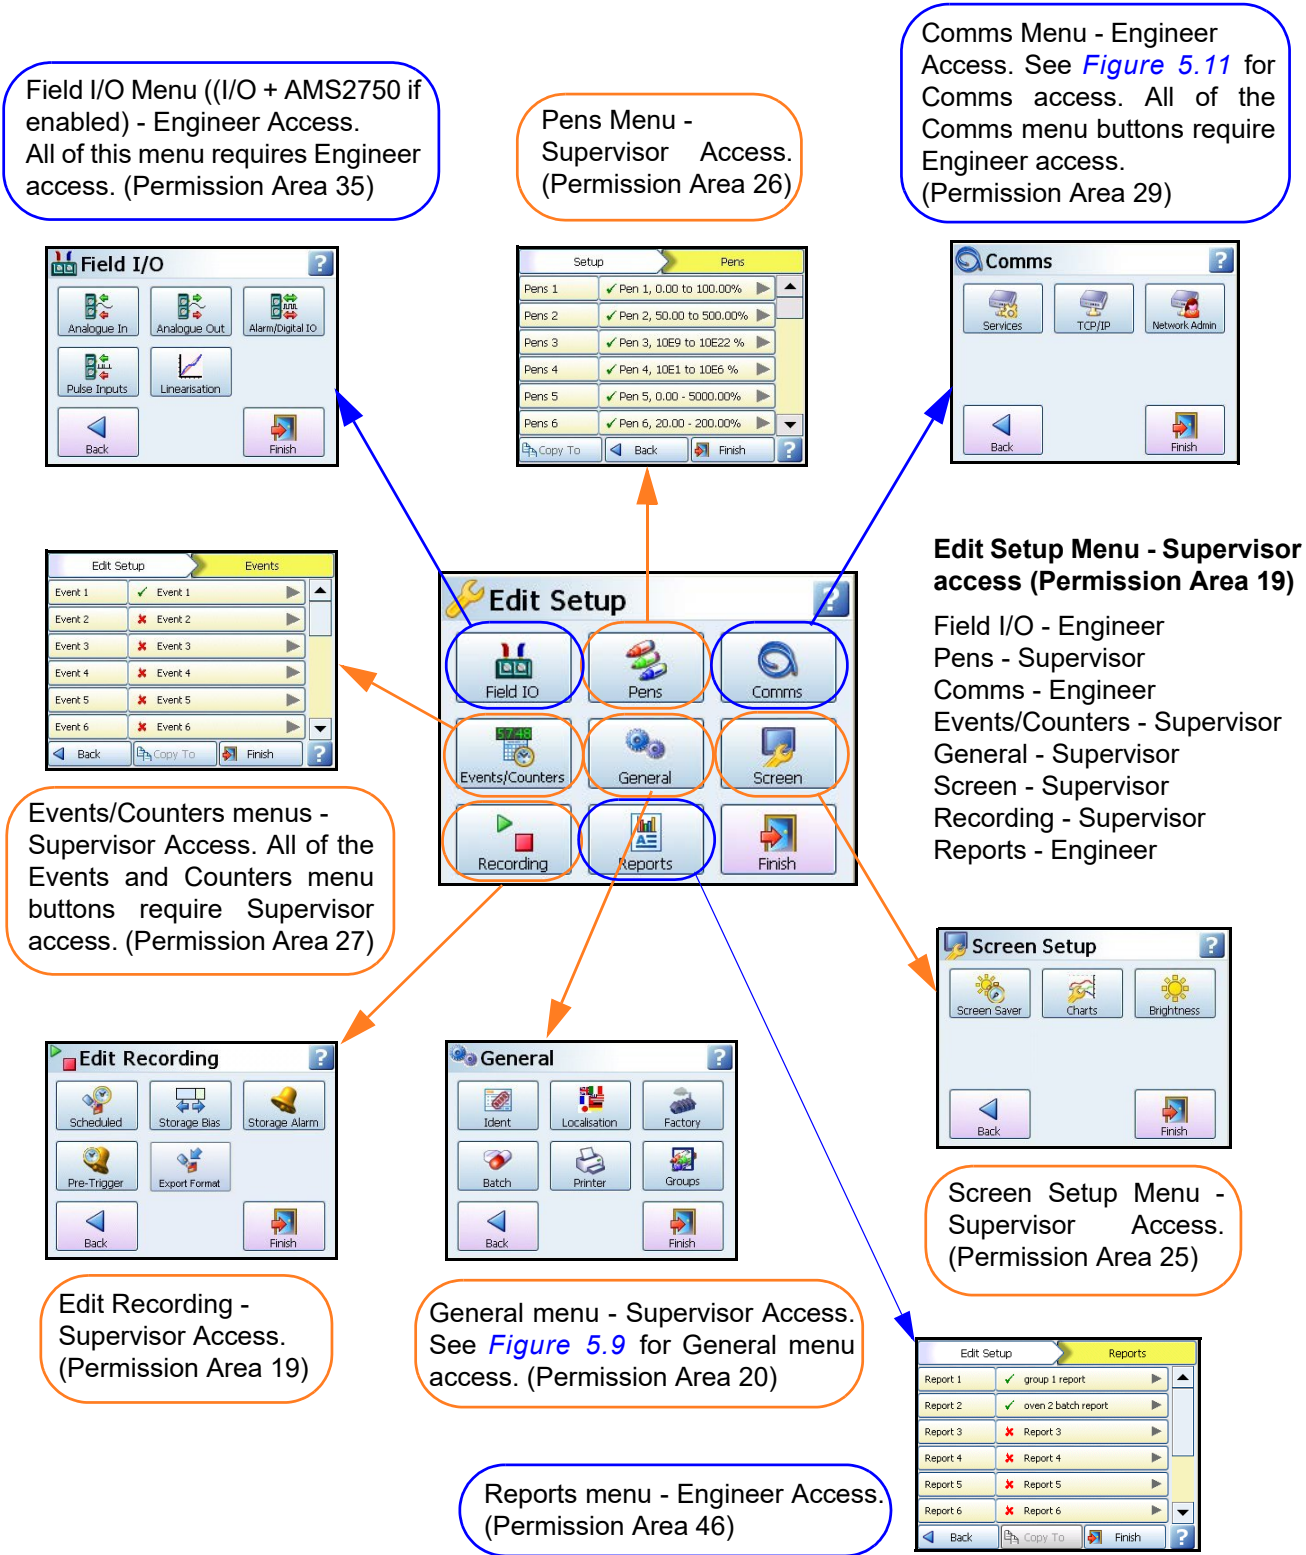 Field I/O Menu ((I/O + AMS2750 if
enabled) - Engineer Access.
All of this menu requires Engineer
access. (Permission Area 35)
Pens Menu -
Supervisor Access.
(Permission Area 26)
Comms Menu - Engineer
Access. See Figure 5.11 for
Comms access. All of the
Comms menu buttons require
Engineer access.
(Permission Area 29)
Field I/O
?
Analogue In
Analogue Out
Alarm/Digital IO
Pulse Inputs
Linearisation
Back
Finish
Setup
Pens
Pens 1
Pen 1, 0.00 to 100.00%
Pens 2
Pen 2, 50.00 to 500.00%
Pens 3
Pen 3, 10E9 to 10E22 %
Pens 4
Pen 4, 10E1 to 10E6 %
Pens 5
Pen 5, 0.00 - 5000.00%
Pens 6
Pen 6, 20.00 - 200.00%
Copy To
Back
Finish
?
Comms
?
Services
TCP/IP
Network Admin
Back
Finish
Edit Setup
Events
Event 1
Event 1
Event 2
Event 2
Event 3
Event 3
Event 4
Event 4
Event 5
Event 5
Event 6
Event 6
Back
Copy To
Finish
?
Edit Setup
?
Field IO
Pens
Comms
57:48
Events/Counters
General
Screen
Recording
Reports
Finish
Edit Setup Menu - Supervisor
access (Permission Area 19)
Field I/O - Engineer
Pens - Supervisor
Comms - Engineer
Events/Counters - Supervisor
General - Supervisor
Screen - Supervisor
Recording - Supervisor
Reports - Engineer
Events/Counters menus -
Supervisor Access. All of the
Events and Counters menu
buttons require Supervisor
access. (Permission Area 27)
Edit Recording
?
Scheduled
Storage Bias
Storage Alarm
Pre-Trigger
Export Format
Back
Finish
General
?
Ident
Localisation
Factory
Batch
Printer
Groups
Back
Finish
Screen Setup
?
Screen Saver
Charts
Brightness
Back
Finish
Screen Setup Menu -
Supervisor Access.
(Permission Area 25)
Edit Recording -
Supervisor Access.
(Permission Area 19)
General menu - Supervisor Access.
See Figure 5.9 for General menu
access. (Permission Area 20)
Edit Setup
Reports
Report 1
group 1 report
Report 2
oven 2 batch report
Report 3
Report 3
Report 4
Report 4
Report 5
Report 5
Report 6
Report 6
Back
Copy To
Finish
?
Reports menu - Engineer Access.
(Permission Area 46)